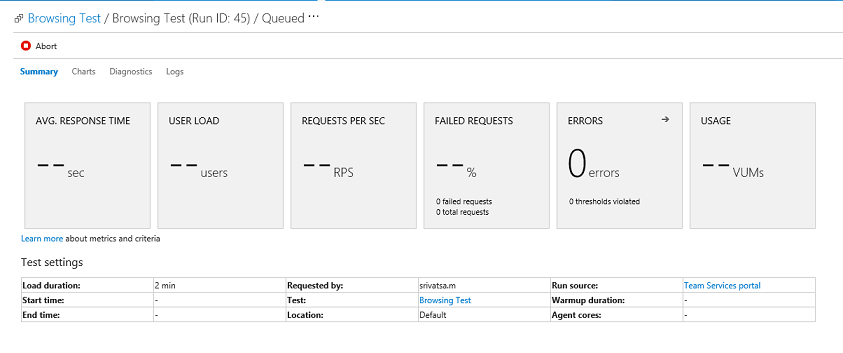 Browsing Test / Browsing Test (Run ID: 45) / Queued ...
Abort
Summary Charts Diagnostics Logs
AVG. RESPONSE TIME USER LOAD REQUESTS PER SEC FAILED REQUESTS ERRORS → USAGE
-- sec -- users -- RPS -- % 0 errors -- VUMs
0 failed requests 0 thresholds violated
0 total requests
Learn more about metrics and criteria
Test settings
Load duration: 2 min Requested by: srivatsa.m Run source: Team Services portal
Start time: - Test: Browsing Test Warmup duration: -
End time: - Location: Default Agent cores: -